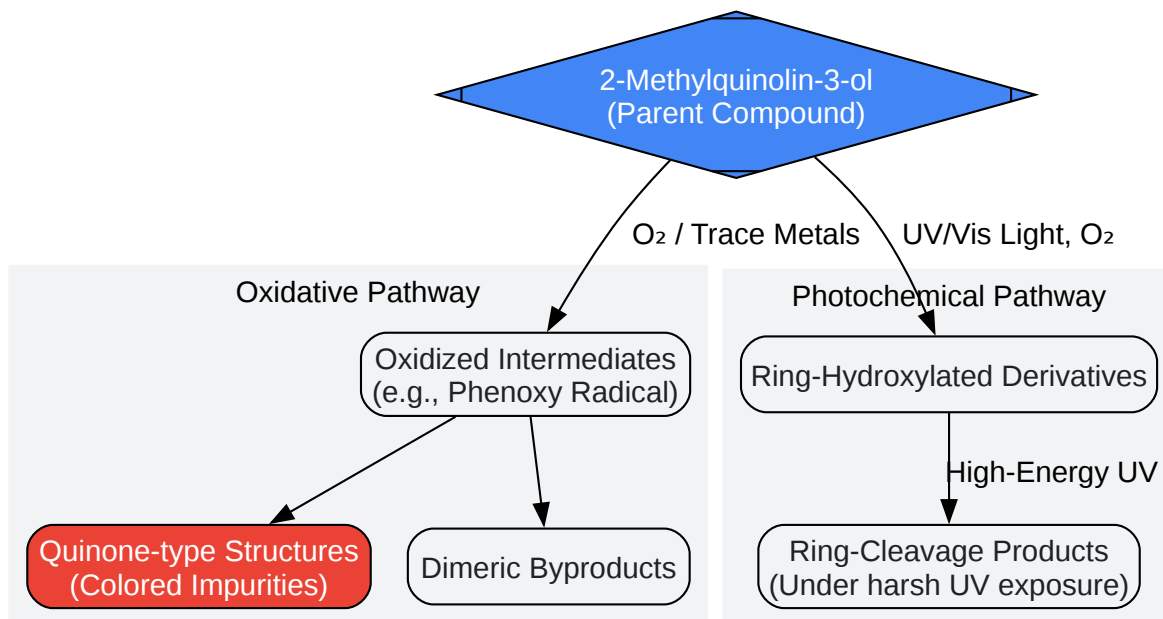 2-Methylquinolin-3-ol
(Parent Compound)
O₂ / Trace Metals
UV/Vis Light, O₂
Oxidative Pathway
Photochemical Pathway
Oxidized Intermediates
(e.g., Phenoxy Radical)
Ring-Hydroxylated Derivatives
High-Energy UV
Quinone-type Structures
(Colored Impurities)
Dimeric Byproducts
Ring-Cleavage Products
(Under harsh UV exposure)